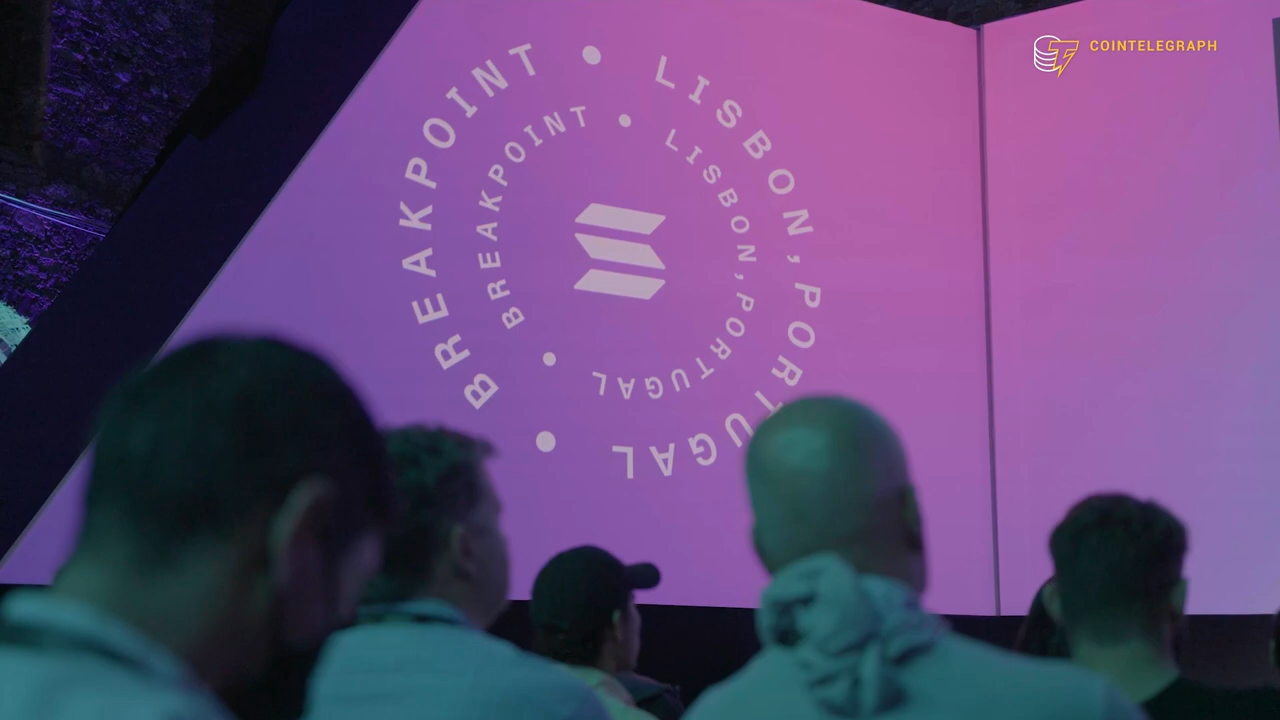 COINTELEGRAPH
BREAKPOINT • LISBON, PORTUGAL •
BREAKPOINT • LISBON, PORTUGAL •